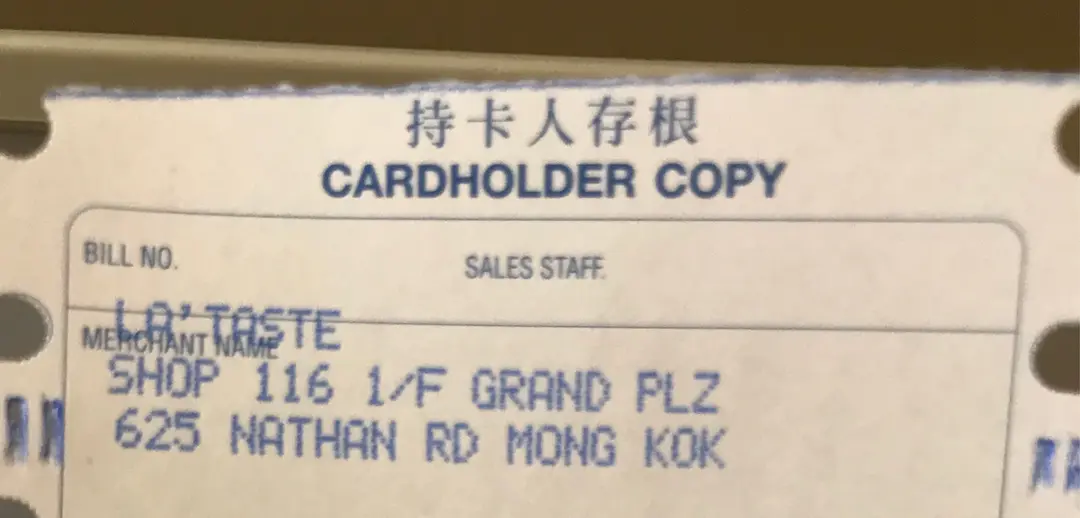 持卡人存根
CARDHOLDER COPY
BILL NO.
SALES STAFF.
LA'TASTE
MERCHANT NAME
SHOP 116 1/F GRAND PLZ
625 NATHAN RD MONG KOK